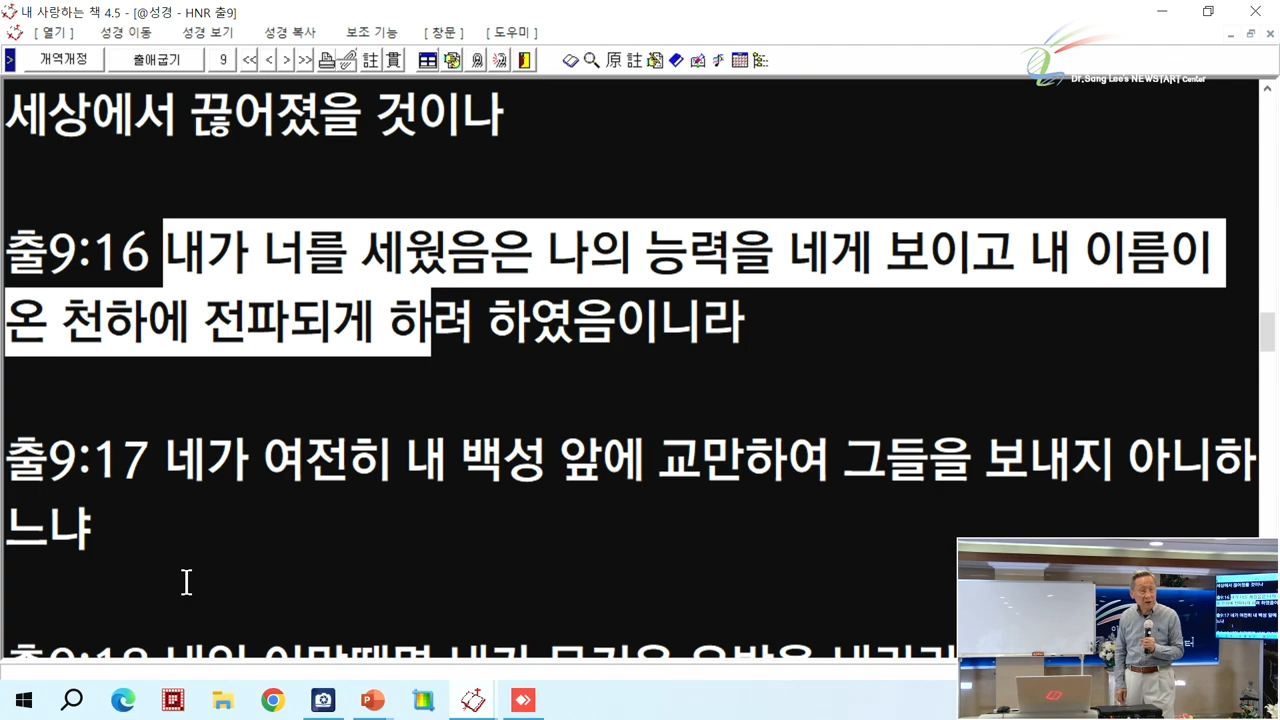 내 사랑하는 책 4.5 - [@성경 - HNR 출9]
[ 열기 ] 성경 이동 성경 보기 성경 복사 보조 기능 [ 창문 ] [ 도우미 ]
개역개정 출애굽기 9 << < > >> 註 貫 原 註
Dr.Sang Lee's NEWSTART Center
세상에서 끊어졌을 것이나
출9:16 내가 너를 세웠음은 나의 능력을 네게 보이고 내 이름이
온 천하에 전파되게 하려 하였음이니라
출9:17 네가 여전히 내 백성 앞에 교만하여 그들을 보내지 아니하
느냐